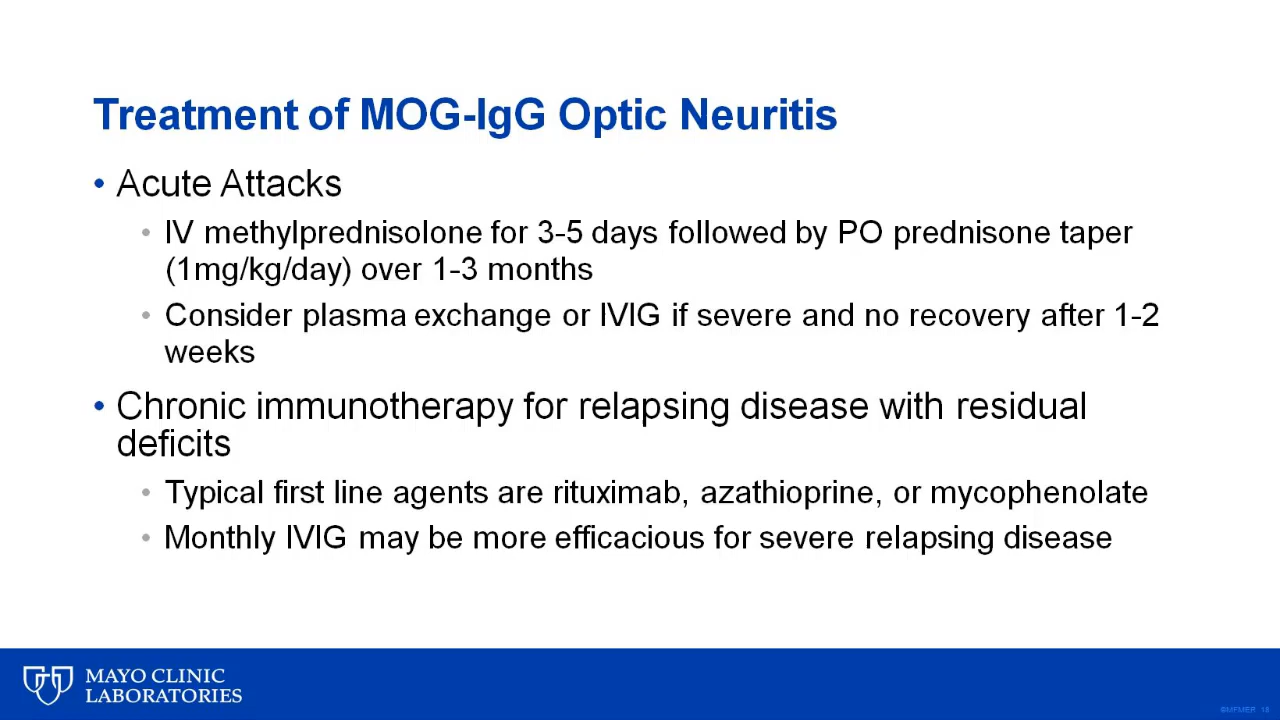 Treatment of MOG-IgG Optic Neuritis
• Acute Attacks
• IV methylprednisolone for 3-5 days followed by PO prednisone taper
(1mg/kg/day) over 1-3 months
• Consider plasma exchange or IVIG if severe and no recovery after 1-2
weeks
• Chronic immunotherapy for relapsing disease with residual
deficits
• Typical first line agents are rituximab, azathioprine, or mycophenolate
• Monthly IVIG may be more efficacious for severe relapsing disease
MAYO CLINIC
LABORATORIES
©MFMER 16